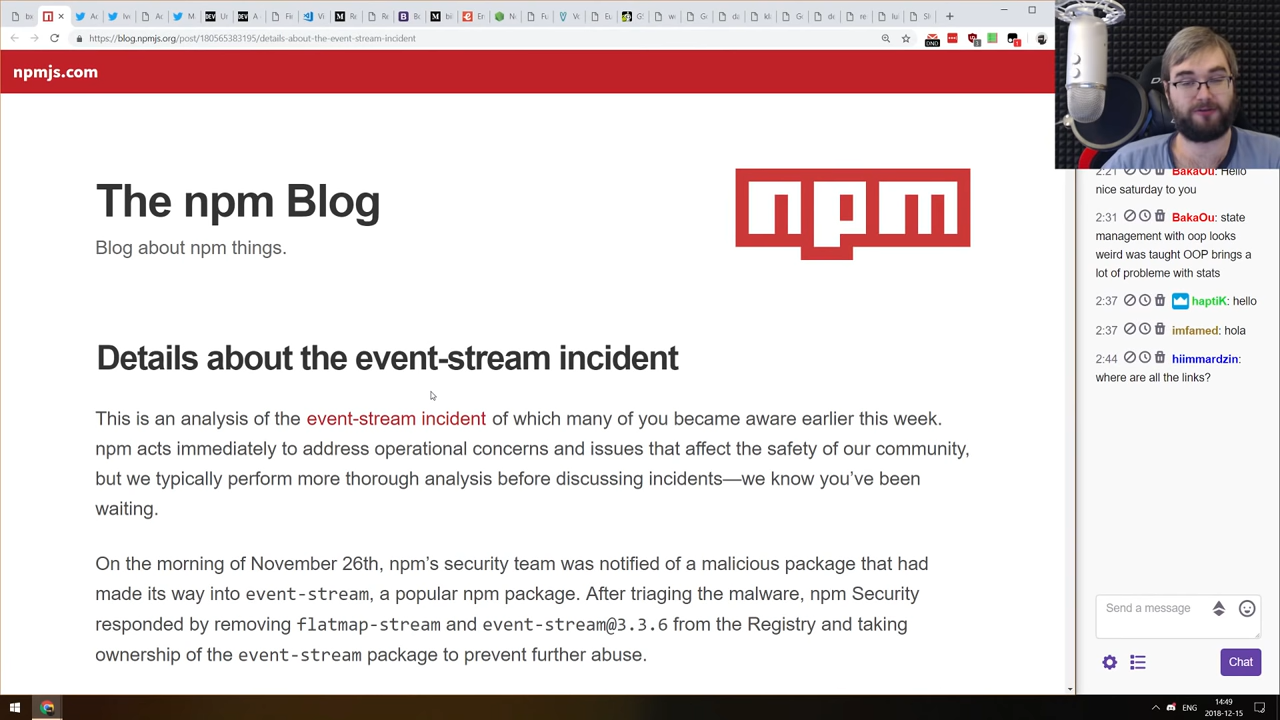 https://blog.npmjs.org/post/180565383195/details-about-the-event-stream-incident
npmjs.com
The npm Blog
Blog about npm things.
npm
Details about the event-stream incident
This is an analysis of the event-stream incident of which many of you became aware earlier this week.
npm acts immediately to address operational concerns and issues that affect the safety of our community,
but we typically perform more thorough analysis before discussing incidents—we know you’ve been
waiting.
On the morning of November 26th, npm’s security team was notified of a malicious package that had
made its way into event-stream, a popular npm package. After triaging the malware, npm Security
responded by removing flatmap-stream and event-stream@3.3.6 from the Registry and taking
ownership of the event-stream package to prevent further abuse.
2:21 BakaOu: Hello
nice saturday to you
2:31 BakaOu: state
management with oop looks
weird was taught OOP brings a
lot of probleme with stats
2:37 haptiK: hello
2:37 imfamed: hola
2:44 hiimmardzin:
where are all the links?
Send a message
Chat
ENG
14:49
2018-12-15